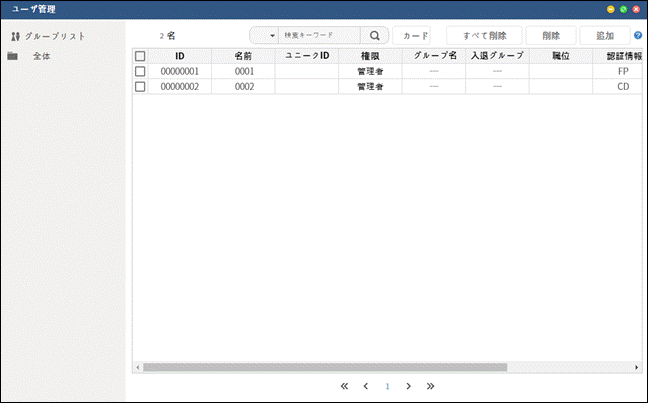 ユーザ管理
グループリスト
全体
2 名
検索キーワード
カード
すべて削除
削除
追加
ID 名前 ユニークID 権限 グループ名 入退グループ 職位 認証情報
00000001 0001 管理者 --- --- FP
00000002 0002 管理者 --- --- CD
1